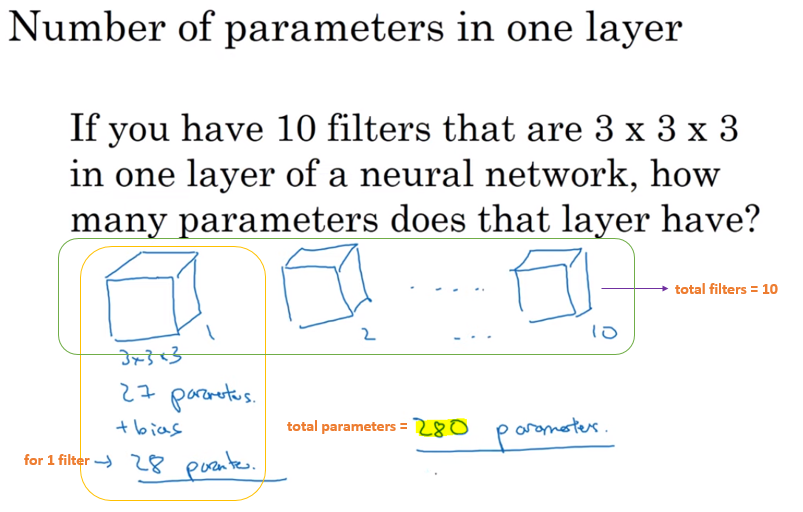 Number of parameters in one layer
If you have 10 filters that are 3 x 3 x 3
in one layer of a neural network, how
many parameters does that layer have?
1
2
..... 
...
10
total filters = 10
3x3x3
27 parameters.
+bias
for 1 filter → 28 parameters.
total parameters = 280 parameters.